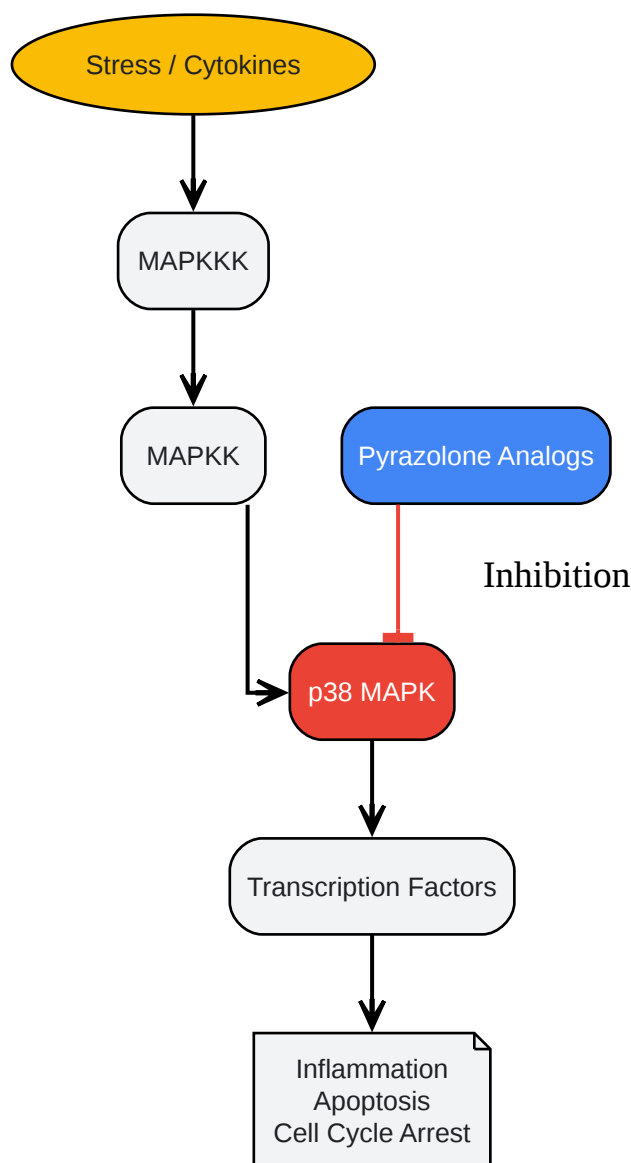 Stress / Cytokines
MAPKKK
MAPKK
Pyrazolone Analogs
Inhibition
p38 MAPK
Transcription Factors
Inflammation
Apoptosis
Cell Cycle Arrest